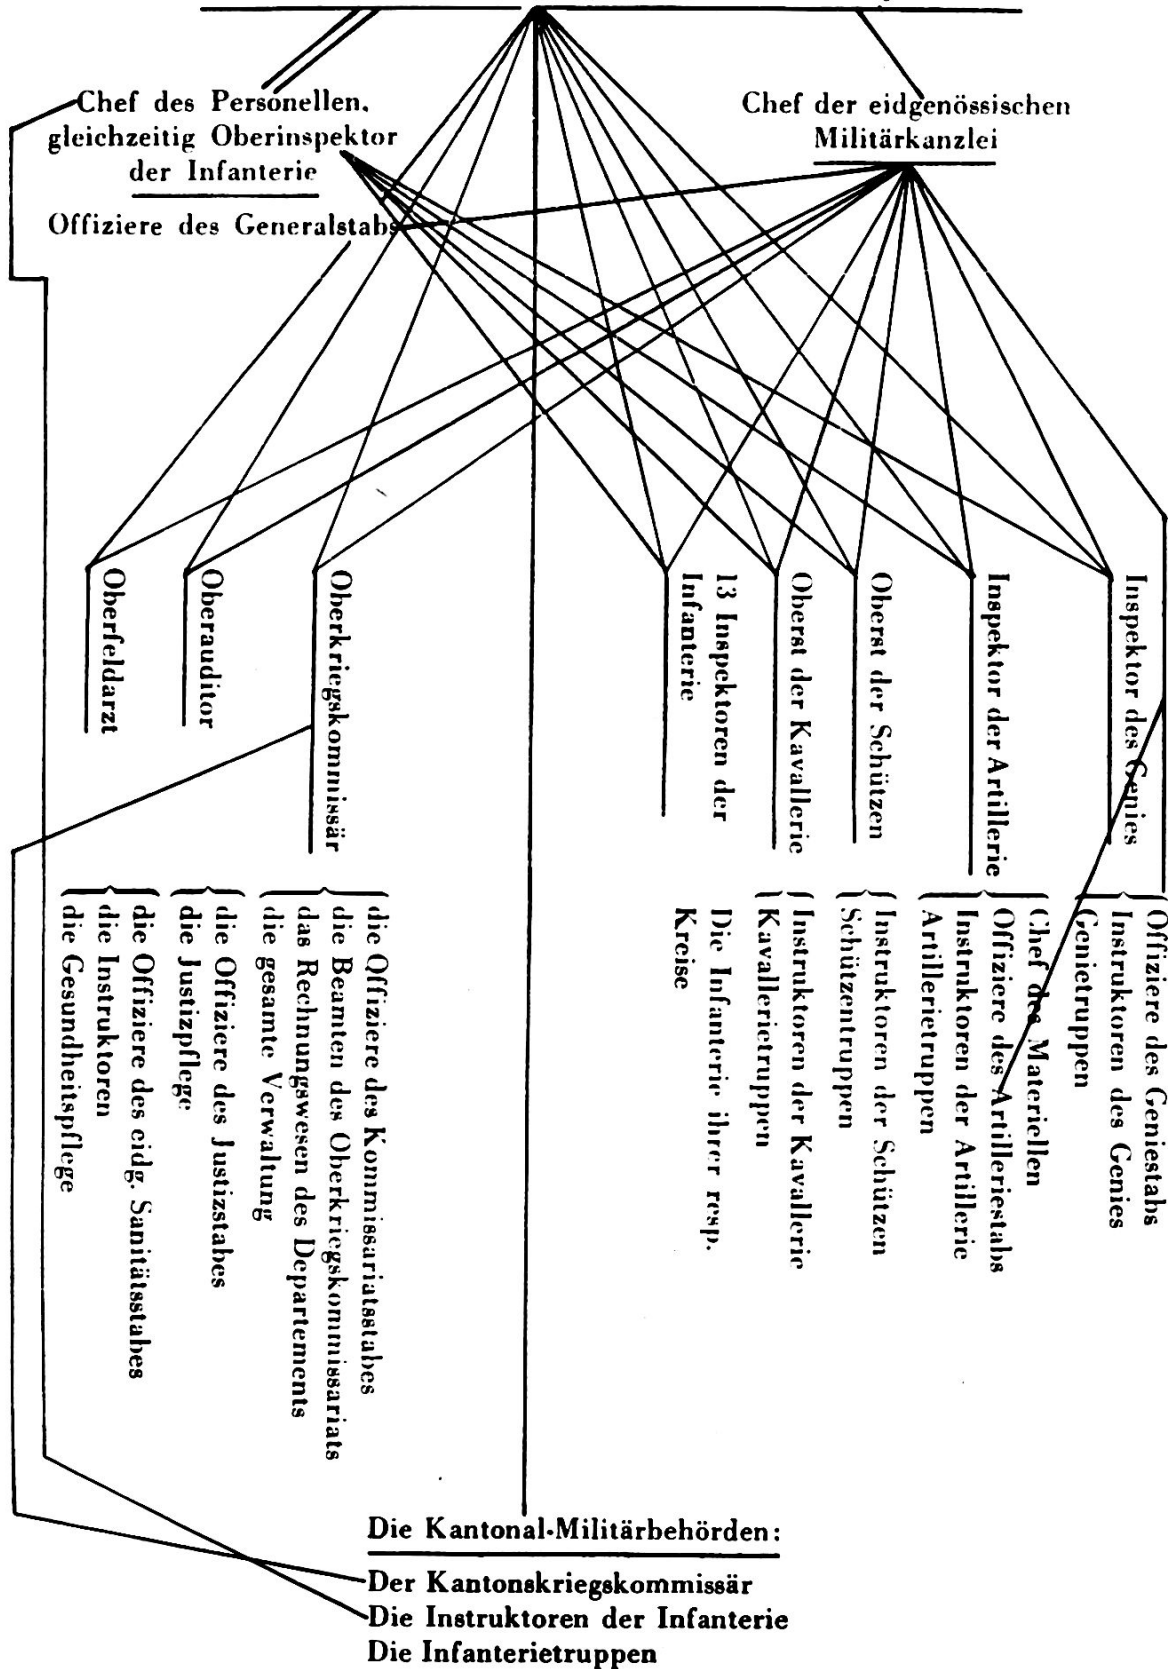 Chef des Personellen,
gleichzeitig Oberinspektor
der Infanterie
Offiziere des Generalstabs
Chef der eidgenössischen
Militärkanzlei
Oberfeldarzt
Oberauditor
Oberkriegskommissär
13 Inspektoren der
Infanterie
Oberst der Kavallerie
Oberst der Schützen
Inspektor der Artillerie
Inspektor des Genies
die Offiziere des eidg. Sanitätsstabes
die Instruktoren
die Gesundheitspflege
die Offiziere des Justizstabes
die Justizpflege
die Offiziere des Kommissariatsstabes
die Beamten des Oberkriegskommissariats
das Rechnungswesen des Departements
die gesamte Verwaltung
Die Infanterie ihrer resp.
Kreise
Instruktoren der Kavallerie
Kavallerietruppen
Instruktoren der Schützen
Schützentruppen
Chef des Materiellen
Offiziere des Artilleriestabs
Instruktoren der Artillerie
Artillerietruppen
Offiziere des Geniestabs
Instruktoren des Genies
Genietruppen
Die Kantonal-Militärbehörden:
Der Kantonskriegskommissär
Die Instruktoren der Infanterie
Die Infanterietruppen